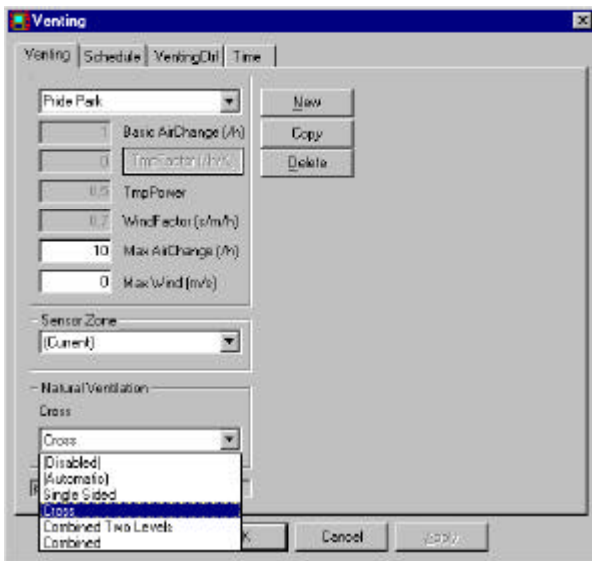 Venting
Venting Schedule VentingCtrl Time
Pride Park
New
1 Basic AirChange (/h)
Copy
0 TmpFactor (/h/K)
Delete
0,5 TmpPower
0,7 WindFactor (s/m/h)
10 Max AirChange (/h)
0 Max Wind (m/s)
Sensor Zone
(Current)
Natural Ventilation
Cross
Cross
(Disabled)
(Automatic)
Single Sided
Cross
Combined Two Levels
Combined
Cancel
Apply